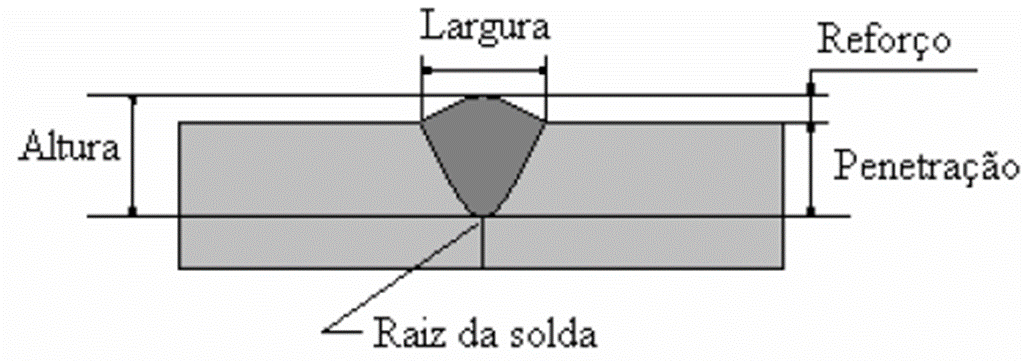 Largura
Reforço
Altura
Penetração
Raiz da solda